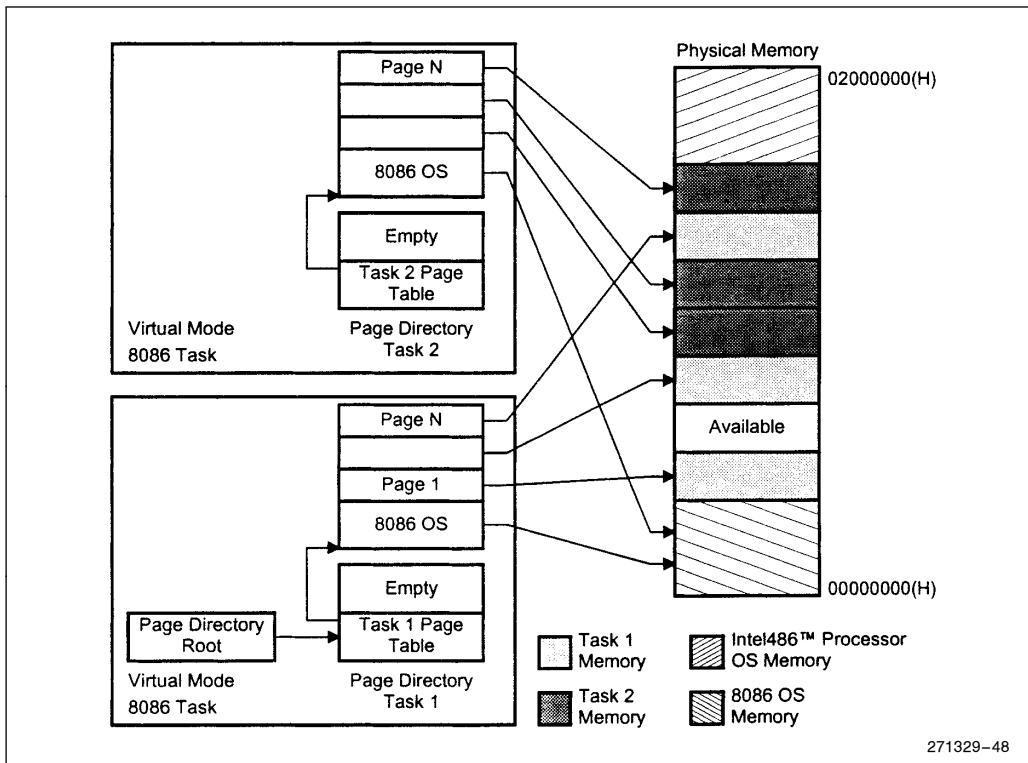 Page N
8086 OS
Empty
Task 2 Page
Table
Virtual Mode
8086 Task
Page Directory
Task 2
Page N
Page 1
8086 OS
Empty
Task 1 Page
Table
Page Directory
Root
Virtual Mode
8086 Task
Page Directory
Task 1
Physical Memory
02000000(H)
Available
00000000(H)
Task 1
Memory
Intel486™ Processor
OS Memory
Task 2
Memory
8086 OS
Memory
271329–48